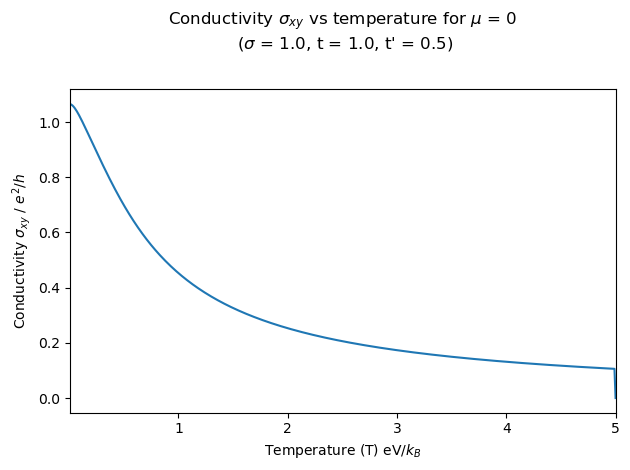 Conductivity σxy vs temperature for μ = 0
(σ = 1.0, t = 1.0, t' = 0.5)
Conductivity σxy / e²/h
1.0
0.8
0.6
0.4
0.2
0.0
1
2
3
4
5
Temperature (T) eV/kB